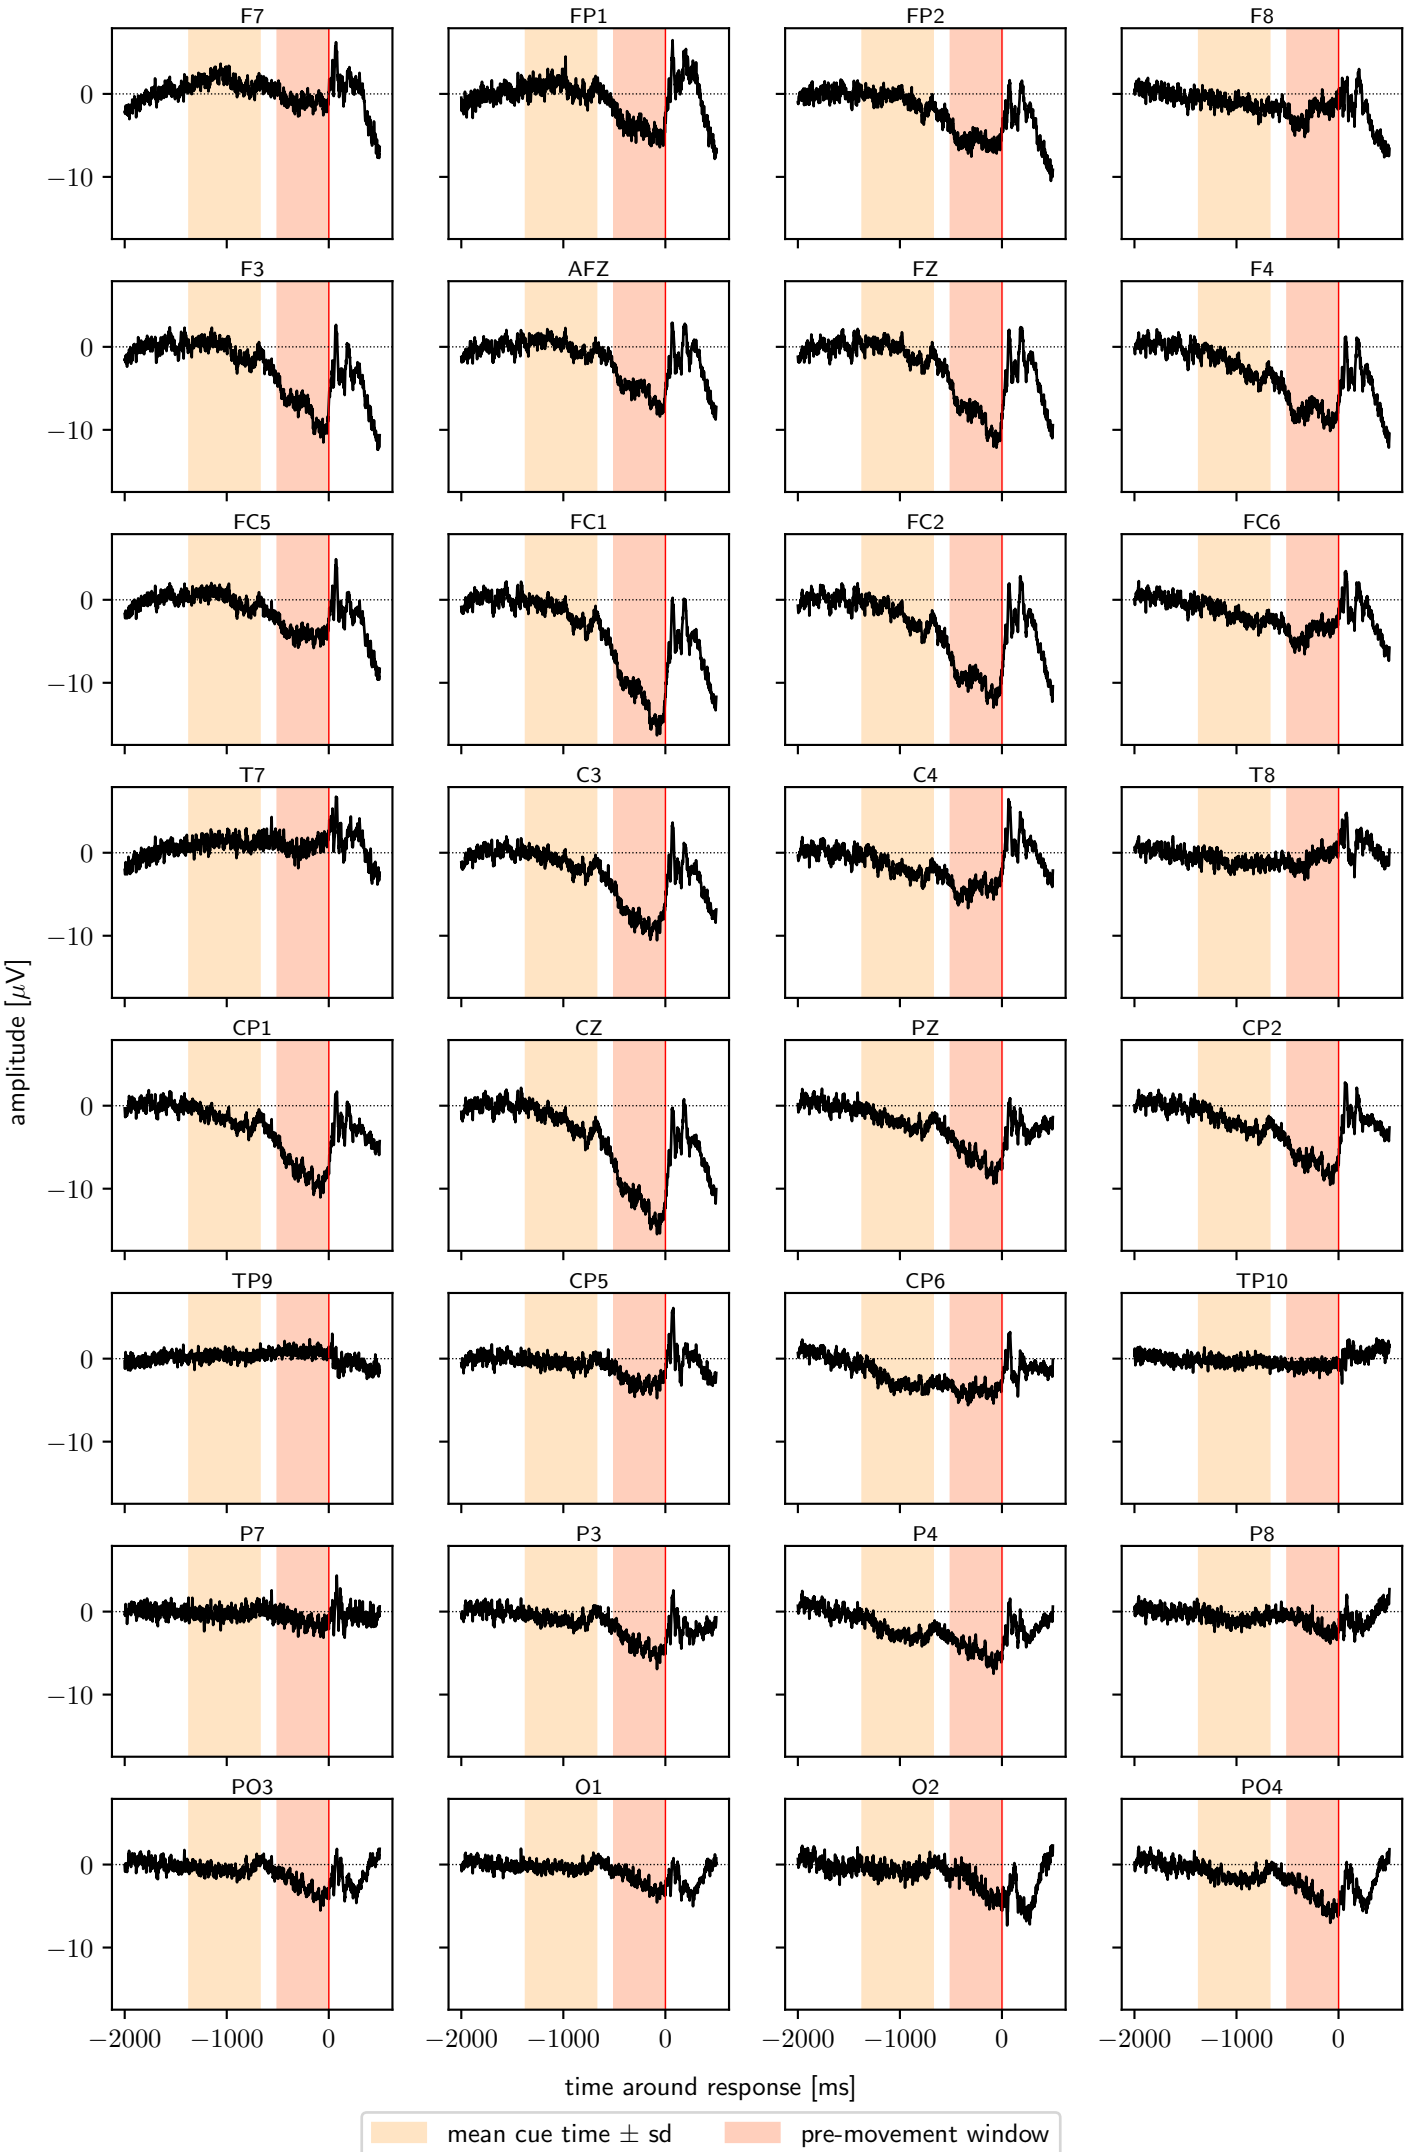 F7 FP1 FP2 F8
0
−10
F3 AFZ FZ F4
0
−10
FC5 FC1 FC2 FC6
0
−10
T7 C3 C4 T8
0
−10
amplitude [μV]
CP1 CZ PZ CP2
0
−10
TP9 CP5 CP6 TP10
0
−10
P7 P3 P4 P8
0
−10
PO3 O1 O2 PO4
0
−10
−2000 −1000 0 −2000 −1000 0 −2000 −1000 0 −2000 −1000 0
time around response [ms]
mean cue time ± sd pre-movement window